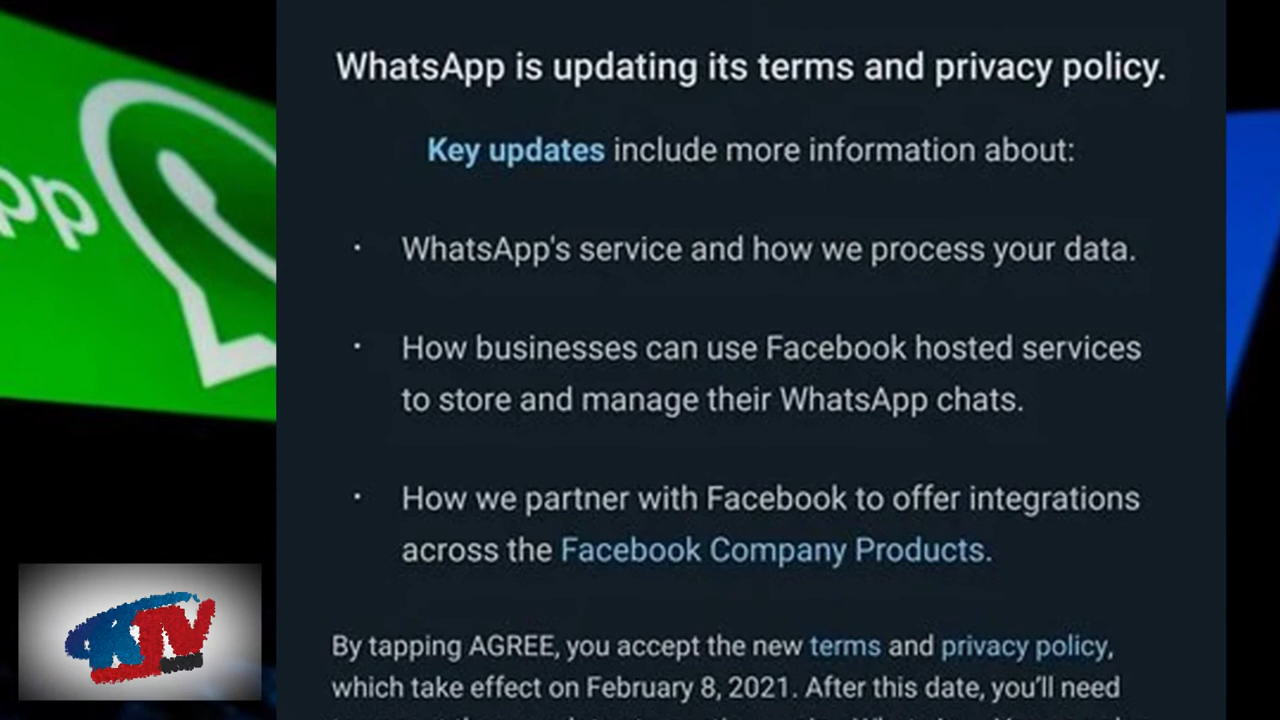 WhatsApp is updating its terms and privacy policy.
Key updates include more information about:
· WhatsApp's service and how we process your data.
· How businesses can use Facebook hosted services
to store and manage their WhatsApp chats.
· How we partner with Facebook to offer integrations
across the Facebook Company Products.
By tapping AGREE, you accept the new terms and privacy policy,
which take effect on February 8, 2021. After this date, you'll need
pp
KTV